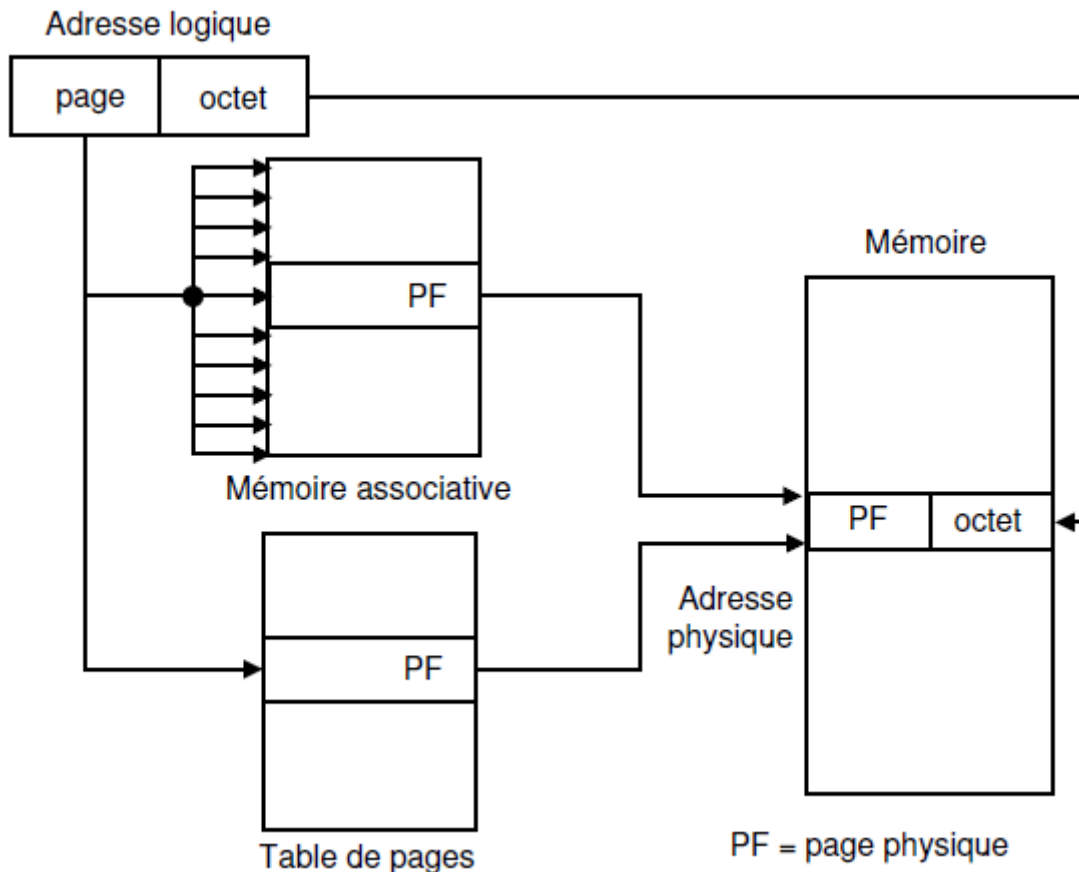 Adresse logique
page
octet
Mémoire
PF
Mémoire associative
PF
octet
Adresse
physique
PF
Table de pages
PF = page physique